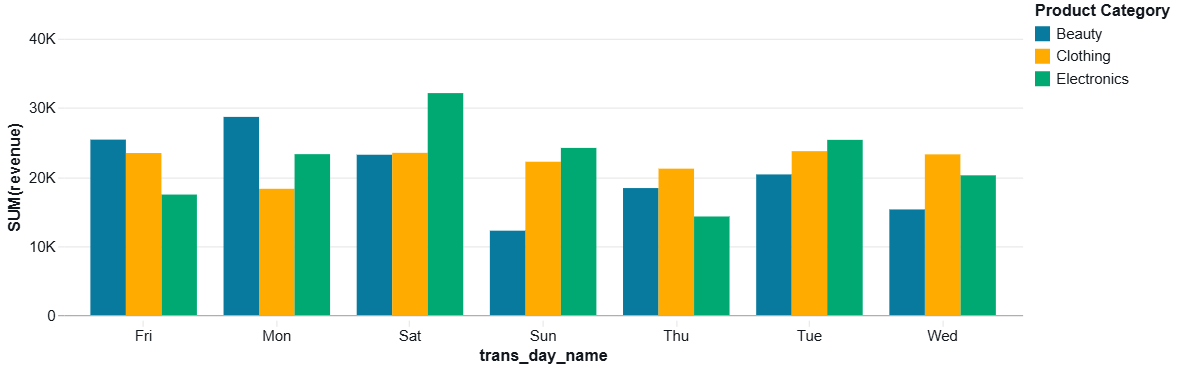 Product Category
Beauty
Clothing
Electronics
SUM(revenue)
40K
30K
20K
10K
0
Fri Mon Sat Sun Thu Tue Wed
trans_day_name